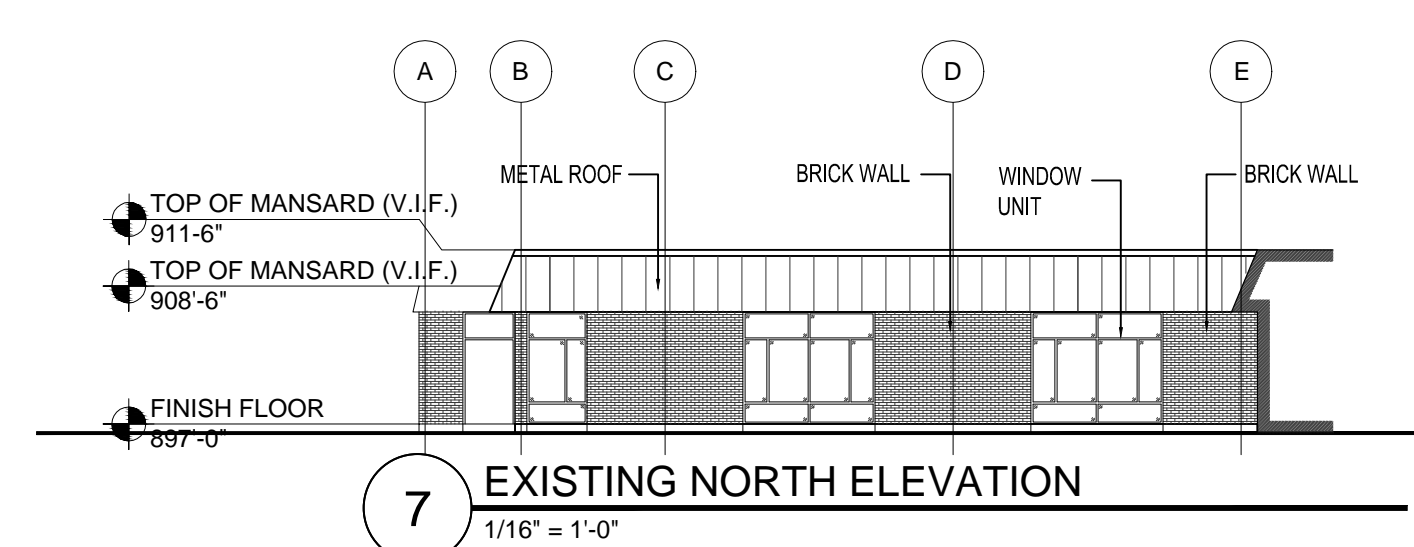 A
B
C
D
E
METAL ROOF
BRICK WALL
WINDOW
UNIT
BRICK WALL
TOP OF MANSARD (V.I.F.)
911-6"
TOP OF MANSARD (V.I.F.)
908'-6"
FINISH FLOOR
897'-0"
7
EXISTING NORTH ELEVATION
1/16" = 1'-0"